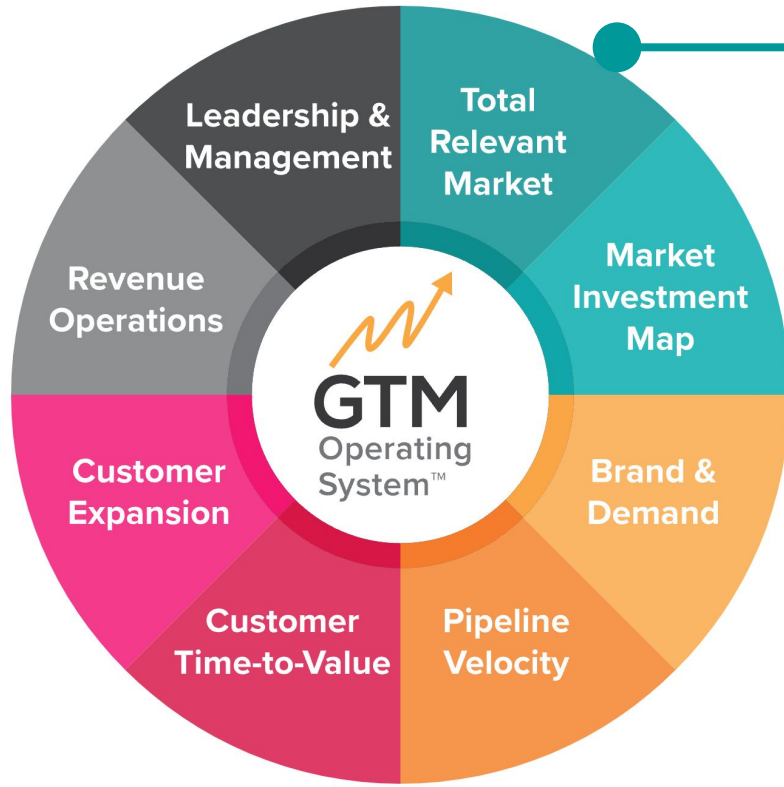 Total
Relevant
Market
Market
Investment
Map
Brand &
Demand
Pipeline
Velocity
Customer
Time-to-Value
Customer
Expansion
Revenue
Operations
Leadership &
Management
GTM
Operating
System™